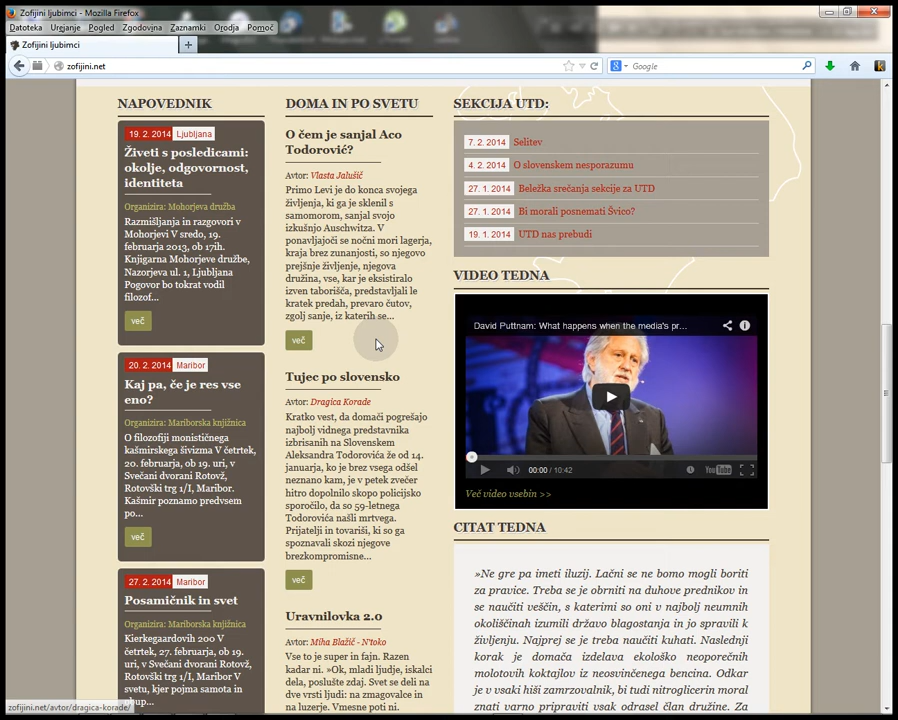 Zofijini ljubimci - Mozilla Firefox
Datoteka Urejanje Pogled Zgodovina Zaznamki Orodja Pomoč
Zofijini ljubimci
zofijini.net
Google
NAPOVEDNIK
19. 2. 2014 Ljubljana
Živeti s posledicami:
okolje, odgovornost,
identiteta
Organizira: Mohorjeva družba
Razmišljanja in razgovori v
Mohorjevi V sredo, 19.
februarja 2013, ob 17ih.
Knjigarna Mohorjeve družbe,
Nazorjeva ul. 1, Ljubljana
Pogovor bo tokrat vodil
filozof...
več
20. 2. 2014 Maribor
Kaj pa, če je res vse
eno?
Organizira: Mariborska knjižnica
O filozofiji monističnega
kašmirskega šivizma V četrtek,
20. februarja, ob 19. uri, v
Svečani dvorani Rotovž,
Rotovški trg 1/I, Maribor.
Kašmir poznamo predvsem
po...
več
27. 2. 2014 Maribor
Posamičnik in svet
Organizira: Mariborska knjižnica
Kierkegaardovih 200 V
četrtek, 27. februarja, ob 19.
uri, v Svečani dvorani Rotovž,
Rotovški trg 1/I, Maribor V
svetu, kjer pojma samota in
DOMA IN PO SVETU
O čem je sanjal Aco
Todorović?
Avtor: Vlasta Jalušič
Primo Levi je do konca svojega
življenja, ki ga je sklenil s
samomorom, sanjal svojo
izkušnjo Auschwitza. V
ponavljajoči se nočni mori lagerja,
kraja brez zunanjosti, so njegovo
prejšnje življenje, njegova
družina, vse, kar je eksistiralo
izven taborišča, predstavljali le
kratek predah, prevaro čutov,
zgolj sanje, iz katerih se...
več
Tujec po slovensko
Avtor: Dragica Korade
Kratko vest, da domači pogrešajo
najbolj vidnega predstavnika
izbrisanih na Slovenskem
Aleksandra Todorovića že od 14.
januarja, ko je brez vsega odšel
neznano kam, je v petek zvečer
hitro dopolnilo skopo policijsko
sporočilo, da so 59-letnega
Todorovića našli mrtvega.
Prijatelji in tovariši, ki so ga
spoznavali skozi njegove
brezkompromisne...
več
Uravnilovka 2.0
Avtor: Miha Blažič - N'toko
Vse to je super in fajn. Razen
kadar ni. »Ok, mladi ljudje, iskalci
dela, poslušte zdaj. Svet se deli na
dve vrsti ljudi: na zmagovalce in
na luzerje. Vmesne poti ni.
SEKCIJA UTD:
7. 2. 2014 Selitev
4. 2. 2014 O slovenskem nesporazumu
27. 1. 2014 Beležka srečanja sekcije za UTD
27. 1. 2014 Bi morali posnemati Švico?
19. 1. 2014 UTD nas prebudi
VIDEO TEDNA
David Puttnam: What happens when the media's pr...
00:00 / 10:42
YouTube
Več video vsebin >>
CITAT TEDNA
»Ne gre pa imeti iluzij. Lačni se ne bomo mogli boriti
za pravice. Treba se je obrniti na duhove prednikov in
se naučiti veščin, s katerimi so oni v najbolj neumnih
okoliščinah izumili državo blagostanja in jo spravili k
življenju. Najprej se je treba naučiti kuhati. Naslednji
korak je domača izdelava ekološko neoporečnih
molotovih koktajlov iz neosvinčenega bencina. Odkar
je v vsaki hiši zamrzovalnik, bi tudi nitroglicerin moral
znati varno pripraviti vsak odrasel član družine. Za
zofijini.net/avtor/dragica-korade/